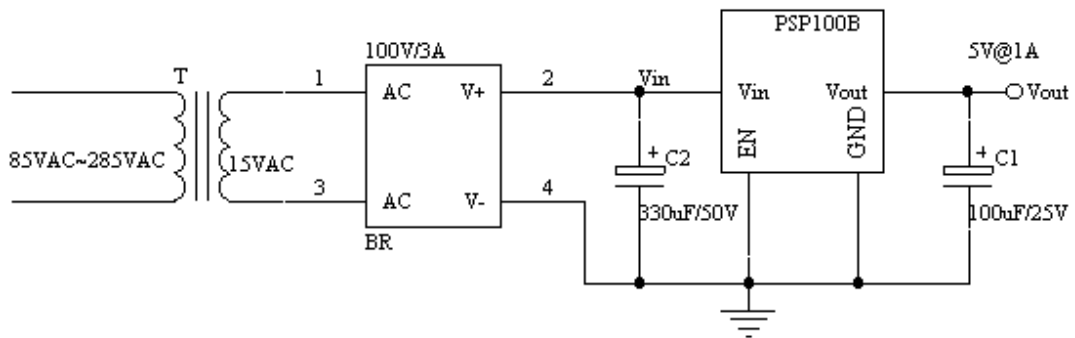 PSP100B
100V/3A
5V@1A
T
1
2
Vin
AC
V+
Vin
Vout
Vout
EN
GND
85VAC~285VAC
15VAC
C2
C1
3
4
AC
V-
330uF/50V
100uF/25V
BR